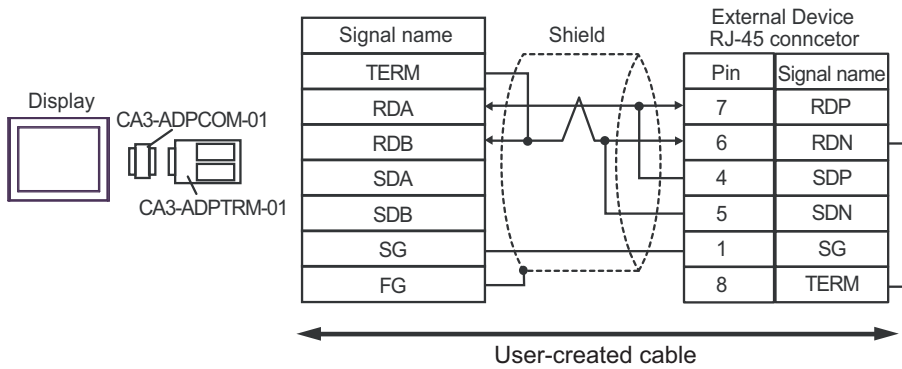 Display
CA3-ADPCOM-01
CA3-ADPTRM-01
Signal name
TERM
RDA
RDB
SDA
SDB
SG
FG
Shield
External Device
RJ-45 conncetor
Pin Signal name
7 RDP
6 RDN
4 SDP
5 SDN
1 SG
8 TERM
User-created cable